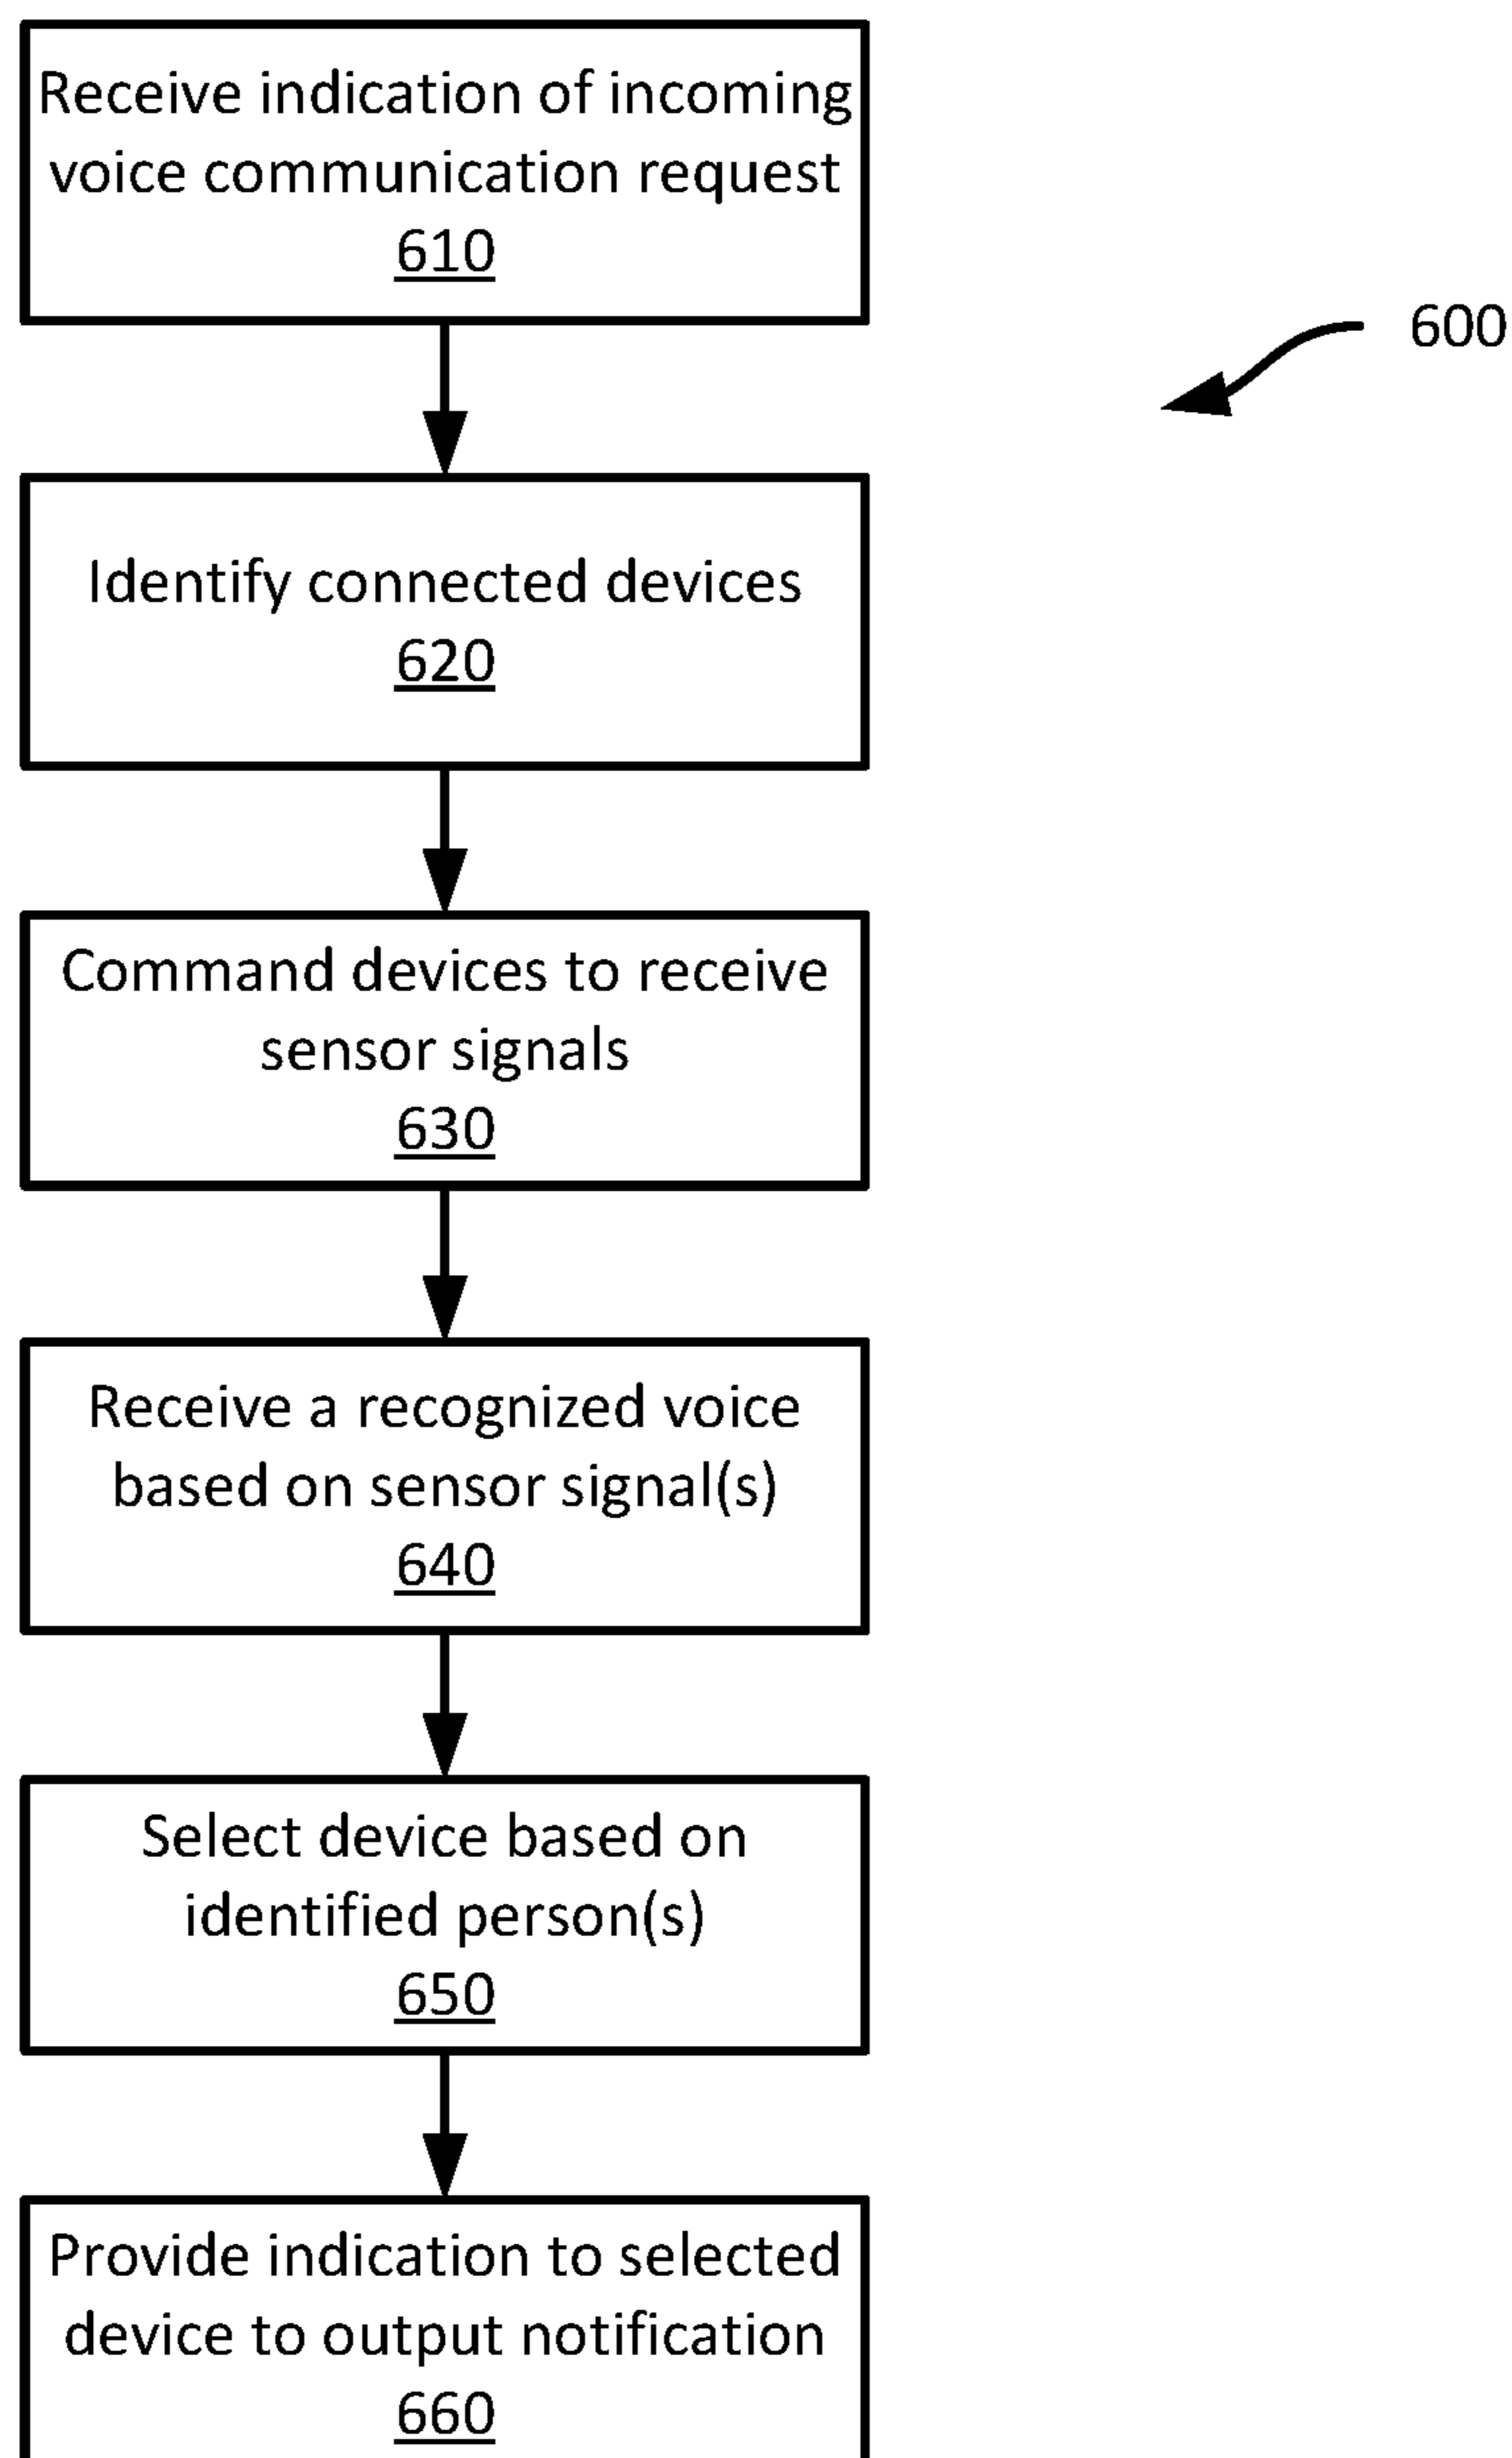 Receive indication of incoming
voice communication request
610
600
Identify connected devices
620
Command devices to receive
sensor signals
630
Receive a recognized voice
based on sensor signal(s)
640
Select device based on
identified person(s)
650
Provide indication to selected
device to output notification
660